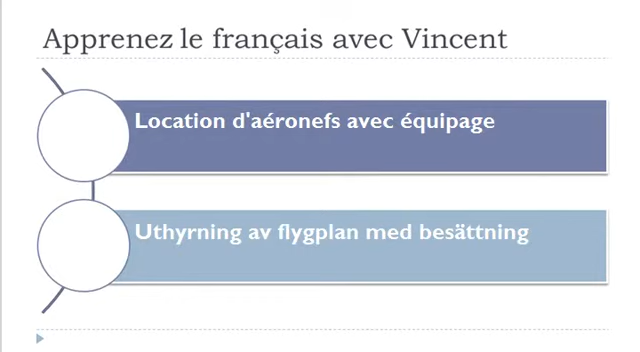 Apprenez le français avec Vincent
Location d'aéronefs avec équipage
Uthyrning av flygplan med besättning